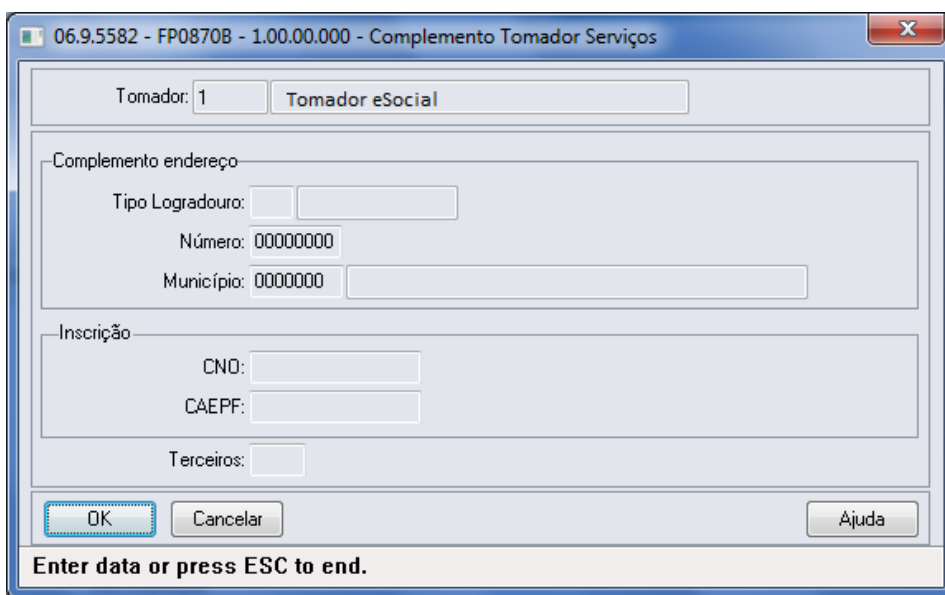 06.9.5582 - FP0870B - 1.00.00.000 - Complemento Tomador Serviços
Tomador: 1 Tomador eSocial
Complemento endereço
Tipo Logradouro:
Número: 00000000
Município: 0000000
Inscrição
CNO:
CAEPF:
Terceiros:
OK Cancelar Ajuda
Enter data or press ESC to end.